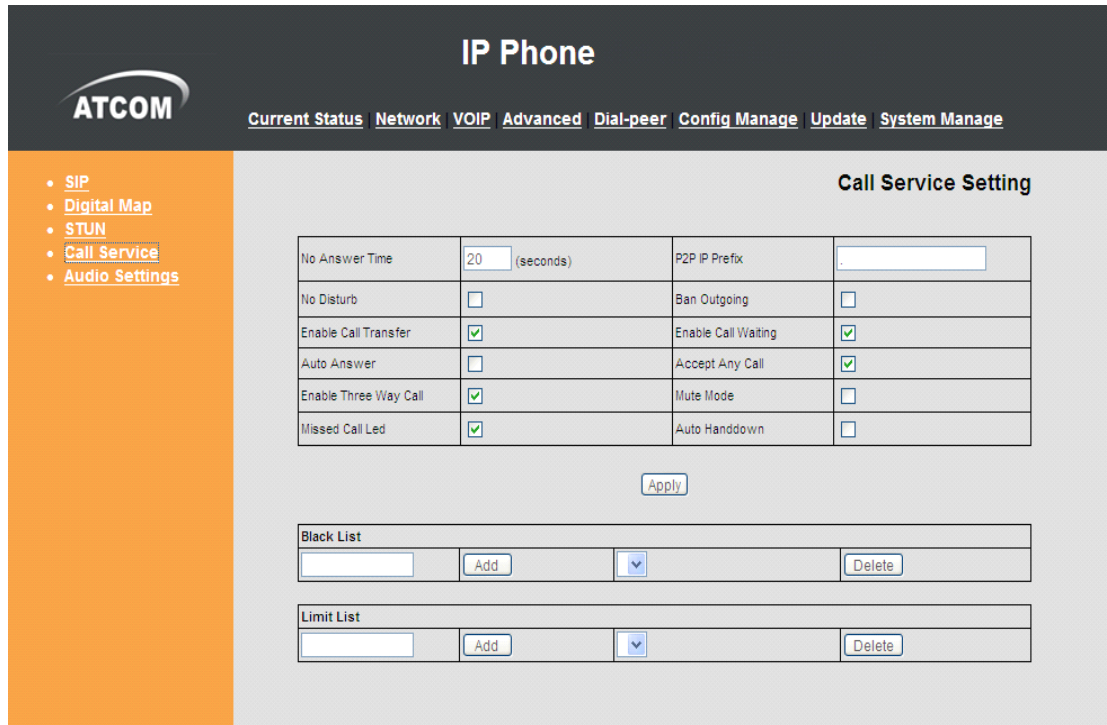 IP Phone
ATCOM
Current Status | Network | VOIP | Advanced | Dial-peer | Config Manage | Update | System Manage
SIP
Digital Map
STUN
Call Service
Audio Settings
Call Service Setting
No Answer Time 20 (seconds) P2P IP Prefix .
No Disturb Ban Outgoing
Enable Call Transfer Enable Call Waiting
Auto Answer Accept Any Call
Enable Three Way Call Mute Mode
Missed Call Led Auto Handdown
Apply
Black List
Add Delete
Limit List
Add Delete